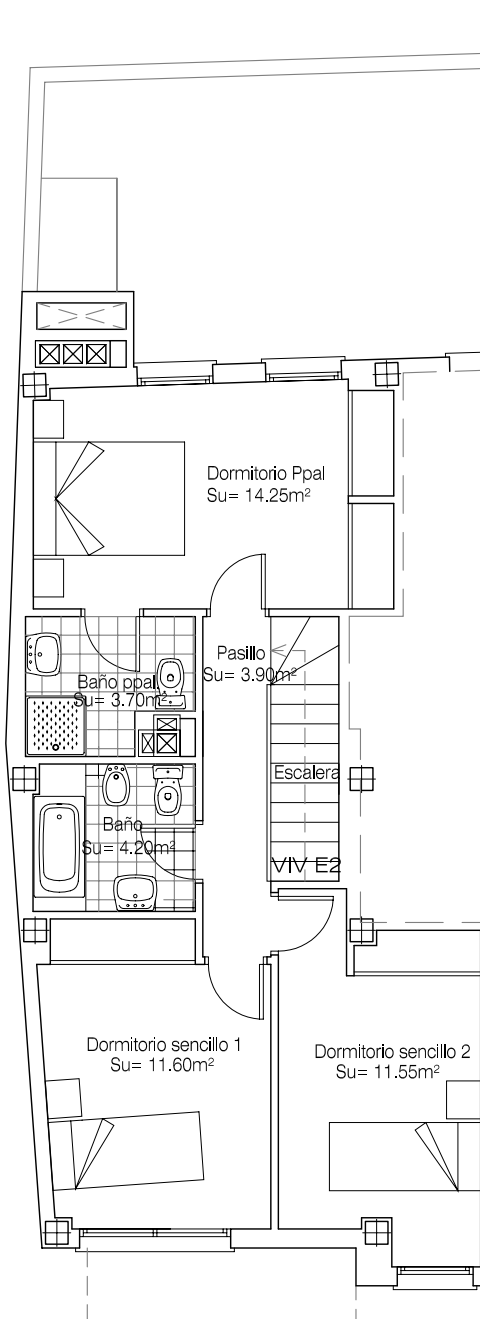 Dormitorio Ppal
Su= 14.25m²
Pasillo
Su= 3.90m²
Baño ppal.
Su= 3.70m²
Escalera
Baño
Su= 4.20m²
VIV E2
Dormitorio sencillo 1
Su= 11.60m²
Dormitorio sencillo 2
Su= 11.55m²